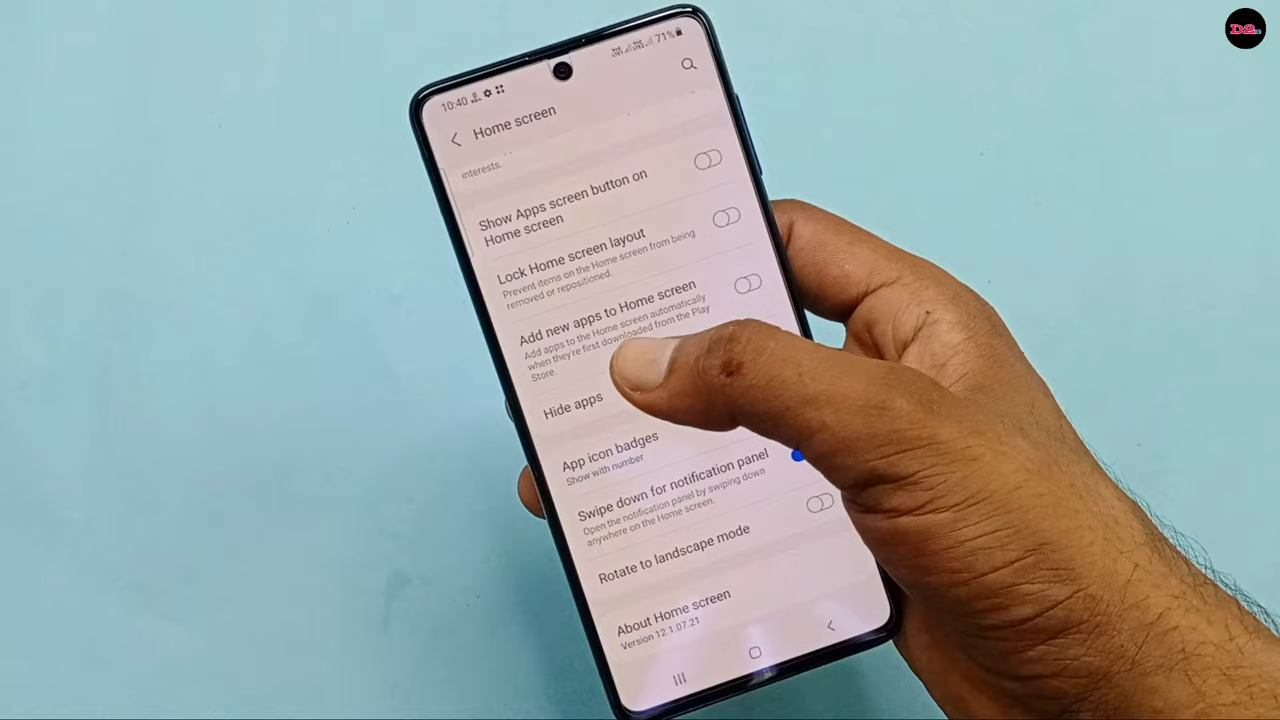 D2
10:40
71%
Home screen
interests.
Show Apps screen button on
Home screen
Lock Home screen layout
Prevent items on the Home screen from being
removed or repositioned.
Add new apps to Home screen
Add apps to the Home screen automatically
when they're first downloaded from the Play
Store.
Hide apps
App icon badges
Show with number
Swipe down for notification panel
Open the notification panel by swiping down
anywhere on the Home screen.
Rotate to landscape mode
About Home screen
Version 12.1.07.21